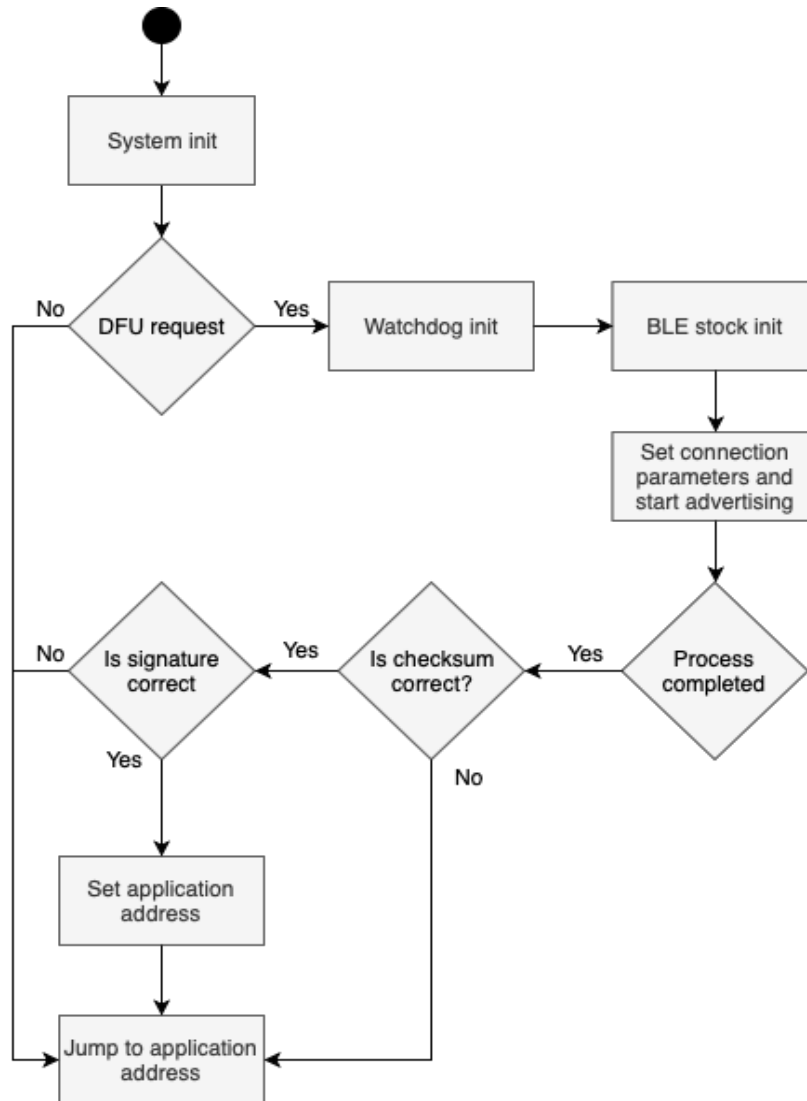 System init
No
DFU request
Yes
Watchdog init
BLE stock init
Set connection
parameters and
start advertising
Process
completed
Yes
Is checksum
correct?
Yes
Is signature
correct
No
Yes
No
Set application
address
Jump to application
address